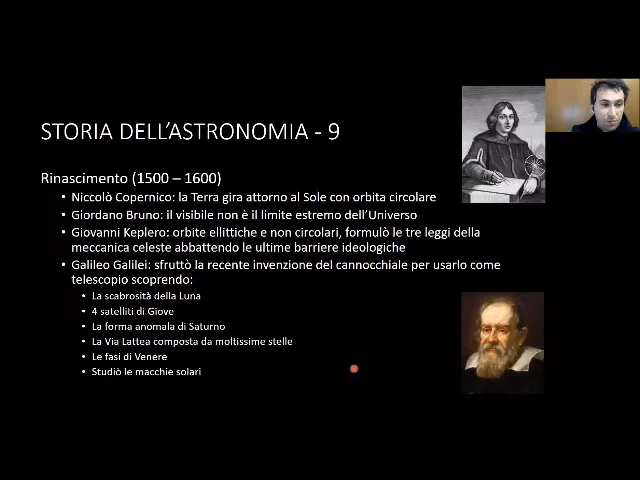 STORIA DELL'ASTRONOMIA - 9
Rinascimento (1500 – 1600)
• Niccolò Copernico: la Terra gira attorno al Sole con orbita circolare
• Giordano Bruno: il visibile non è il limite estremo dell'Universo
• Giovanni Keplero: orbite ellittiche e non circolari, formulò le tre leggi della
meccanica celeste abbattendo le ultime barriere ideologiche
• Galileo Galilei: sfruttò la recente invenzione del cannocchiale per usarlo come
telescopio scoprendo:
• La scabrosità della Luna
• 4 satelliti di Giove
• La forma anomala di Saturno
• La Via Lattea composta da moltissime stelle
• Le fasi di Venere
• Studiò le macchie solari